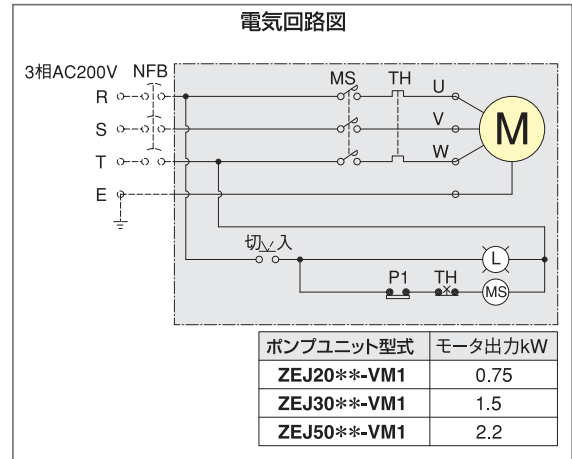 電気回路図
3相AC200V NFB
MS TH
R
U
S
V
M
T
W
E
切 入
L
P1 TH
MS
ポンプユニット型式 モータ出力kW
ZEJ20**-VM1 0.75
ZEJ30**-VM1 1.5
ZEJ50**-VM1 2.2